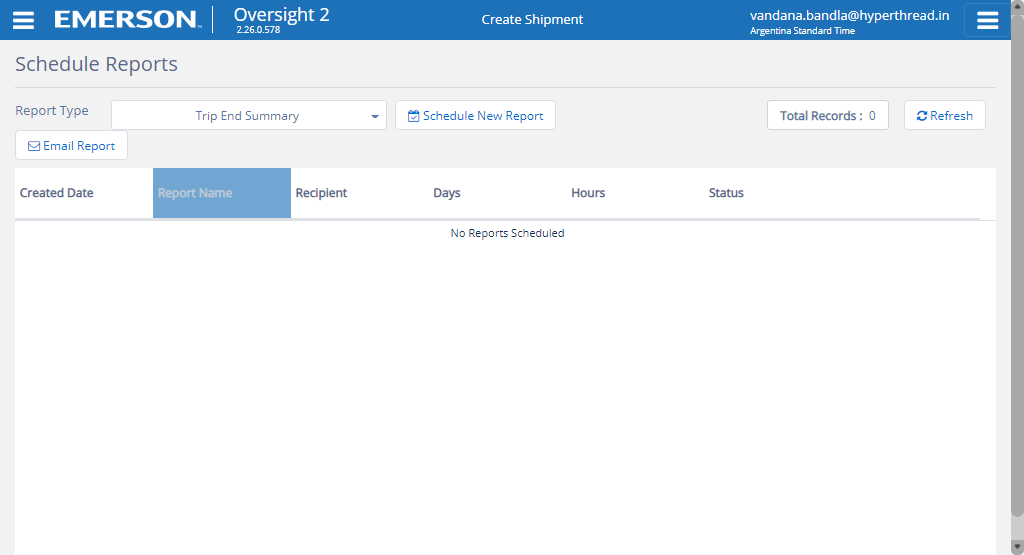 EMERSON
Oversight 2
2.26.0.578
Create Shipment
vandana.bandla@hyperthread.in
Argentina Standard Time
Schedule Reports
Report Type
Trip End Summary
Schedule New Report
Total Records : 0
Refresh
Email Report
Created Date Report Name Recipient Days Hours Status
No Reports Scheduled